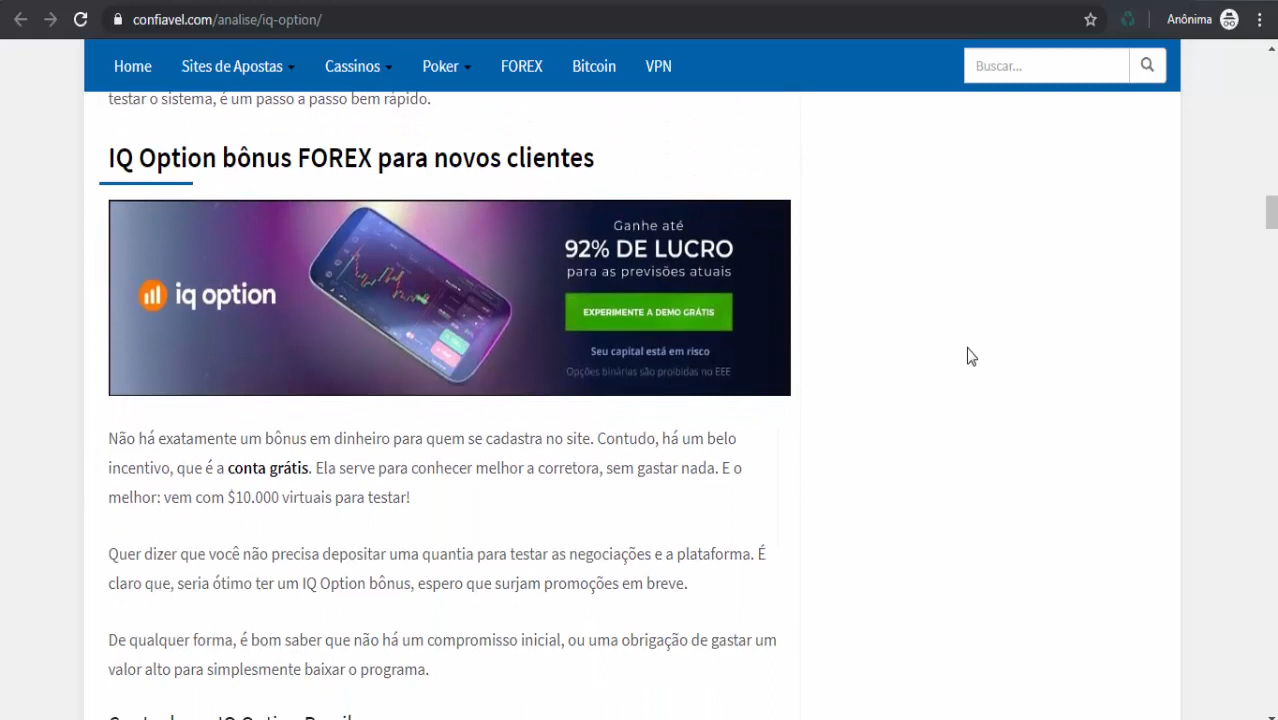 confiavel.com/analise/iq-option/
Anônima
Home Sites de Apostas Cassinos Poker FOREX Bitcoin VPN Buscar...
testar o sistema, é um passo a passo bem rápido.
IQ Option bônus FOREX para novos clientes
iq option
Ganhe até
92% DE LUCRO
para as previsões atuais
EXPERIMENTE A DEMO GRÁTIS
Seu capital está em risco
Opções binárias são proibidas no EEE
Não há exatamente um bônus em dinheiro para quem se cadastra no site. Contudo, há um belo
incentivo, que é a conta grátis. Ela serve para conhecer melhor a corretora, sem gastar nada. E o
melhor: vem com $10.000 virtuais para testar!
Quer dizer que você não precisa depositar uma quantia para testar as negociações e a plataforma. É
claro que, seria ótimo ter um IQ Option bônus, espero que surjam promoções em breve.
De qualquer forma, é bom saber que não há um compromisso inicial, ou uma obrigação de gastar um
valor alto para simplesmente baixar o programa.